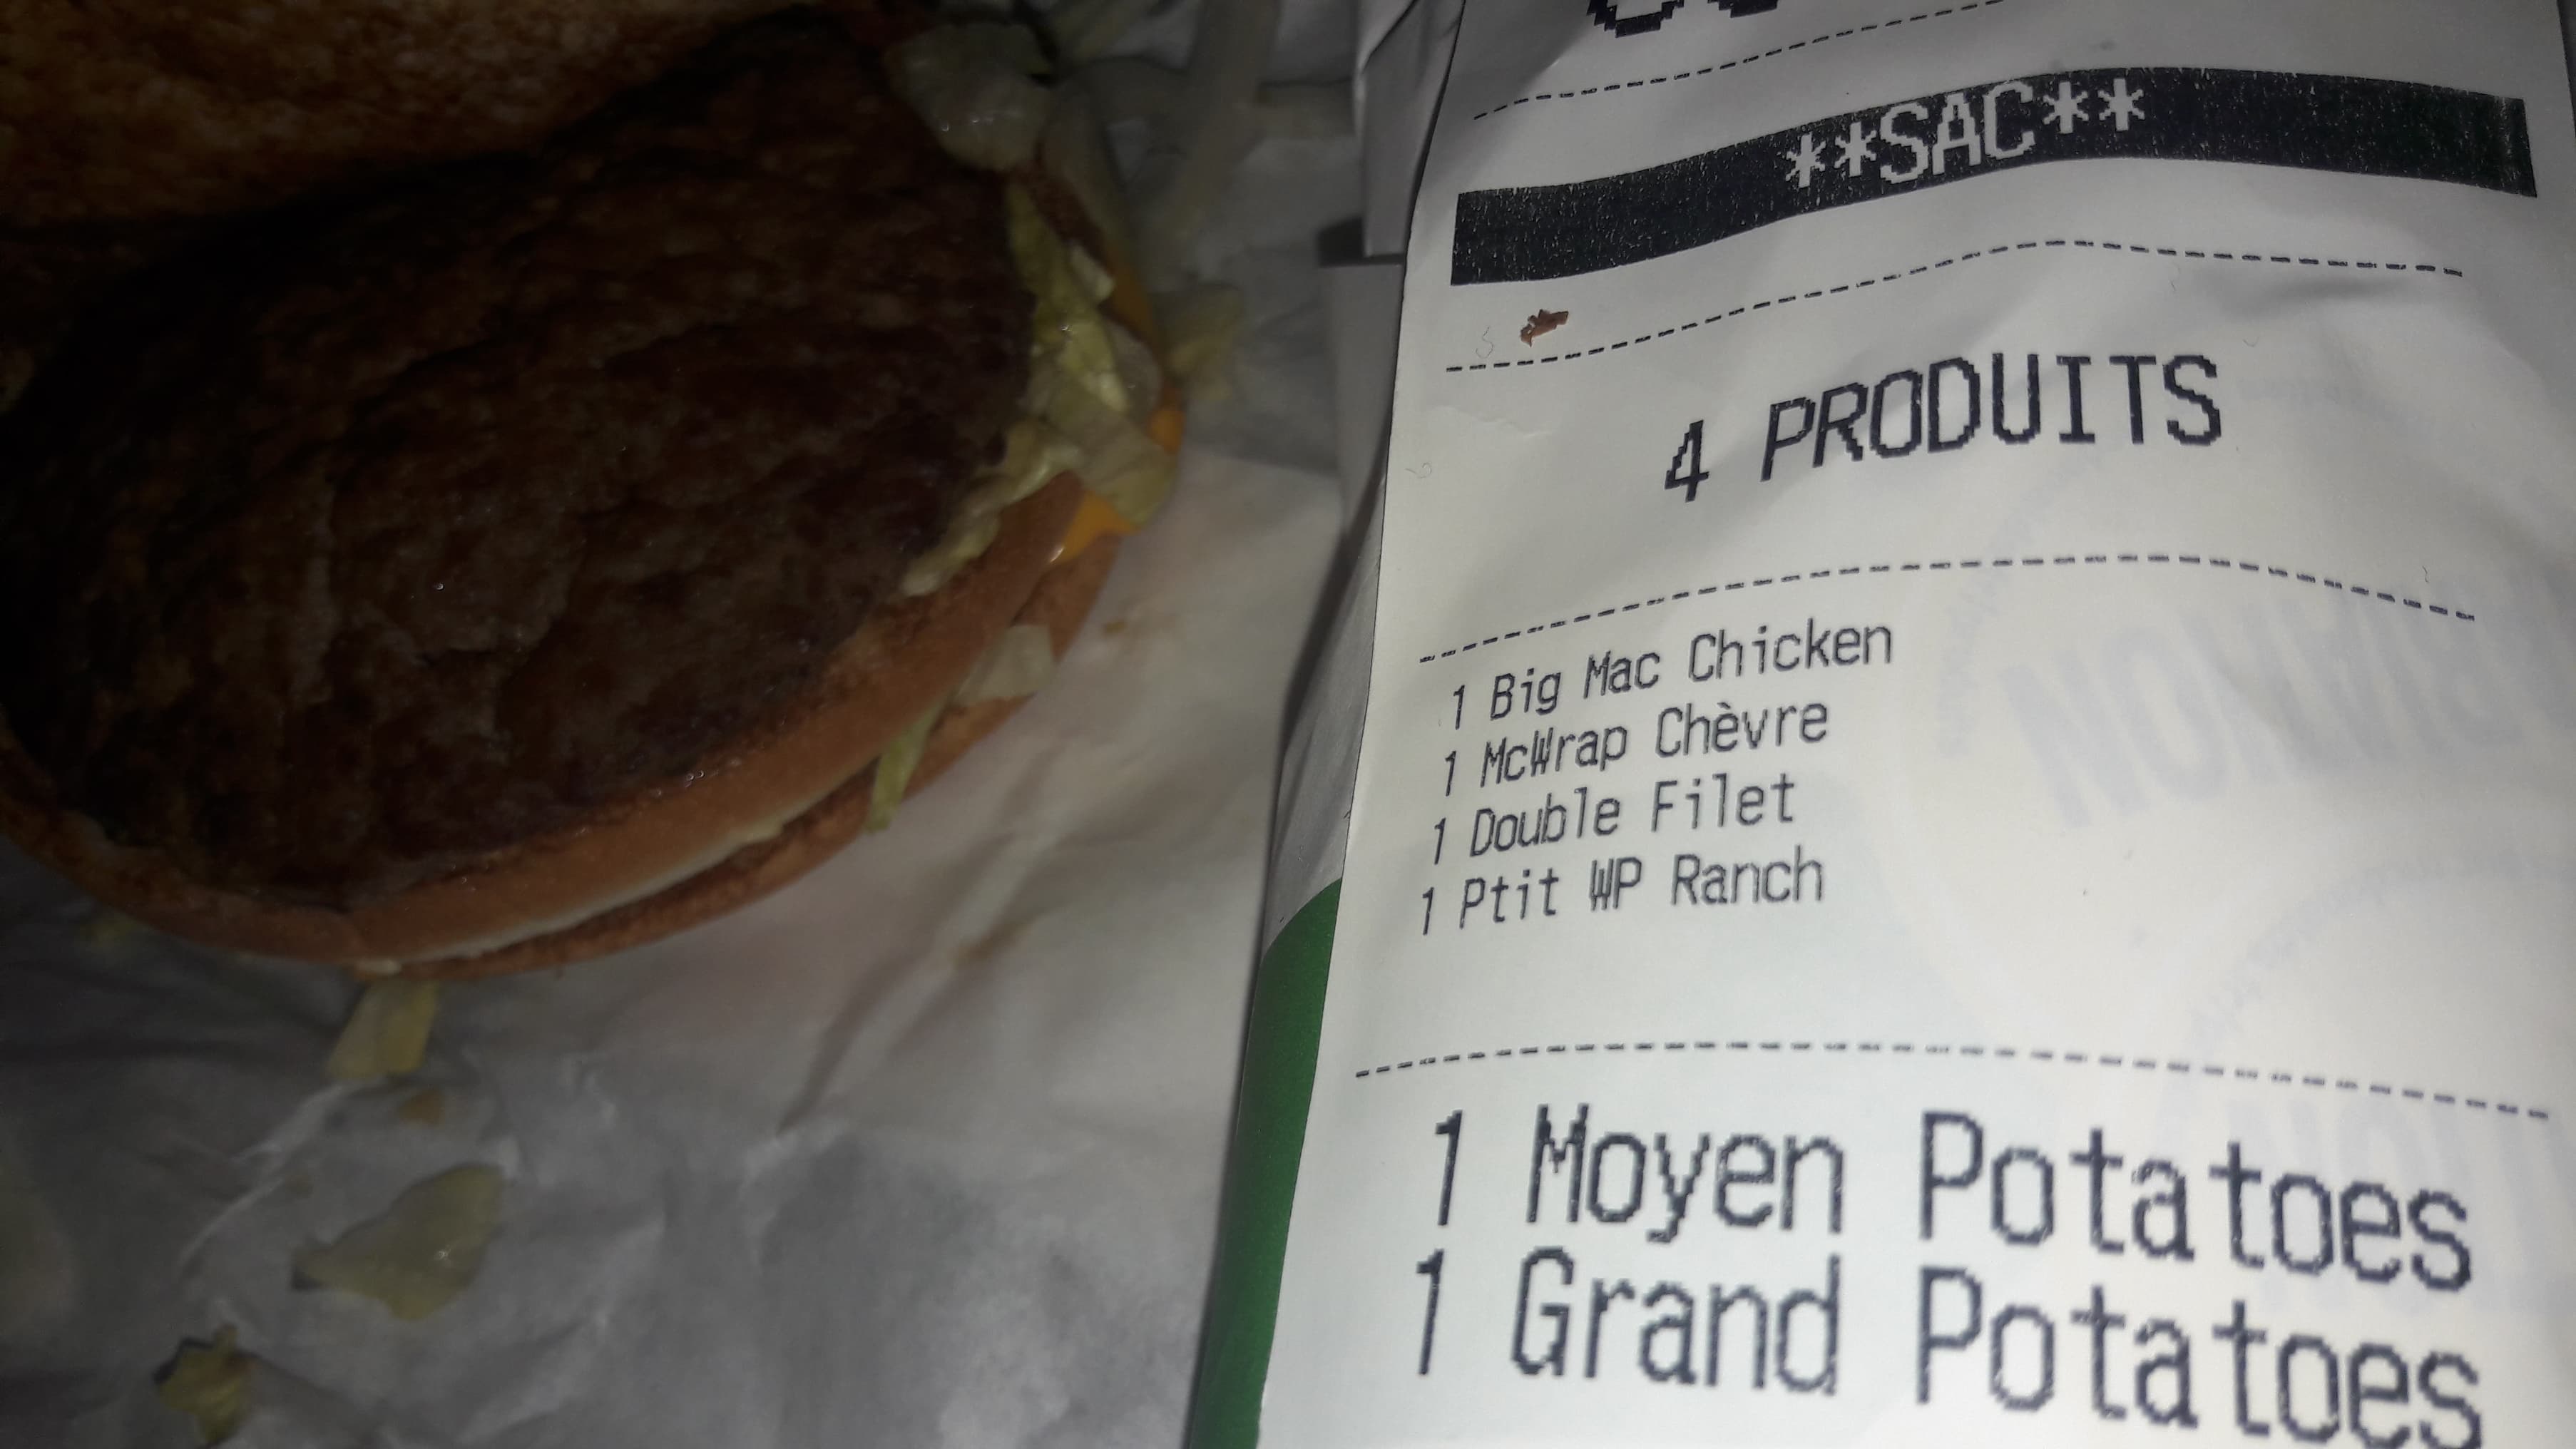 **SAC**
4 PRODUITS
1 Big Mac Chicken
1 McWrap Chèvre
1 Double Filet
1 Ptit WP Ranch
1 Moyen Potatoes
1 Grand Potatoes